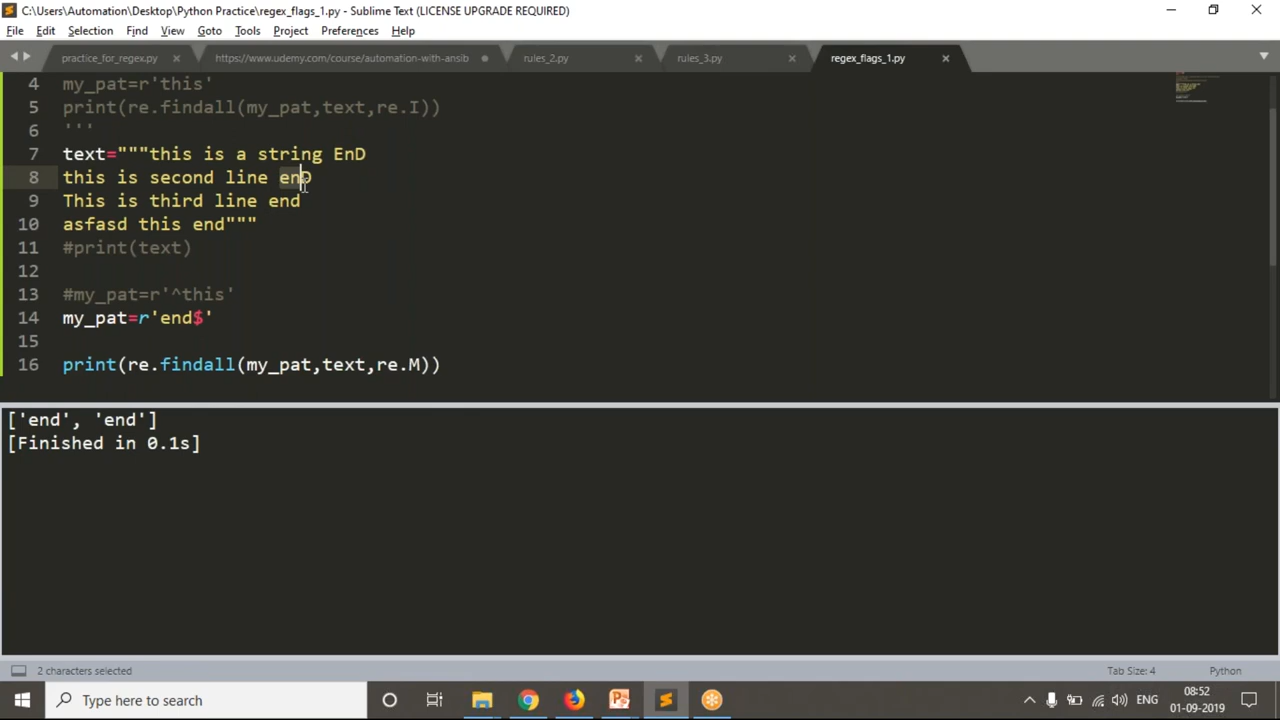 C:\Users\Automation\Desktop\Python Practice\regex_flags_1.py - Sublime Text (LICENSE UPGRADE REQUIRED)
File Edit Selection Find View Goto Tools Project Preferences Help
practice_for_regex.py https://www.udemy.com/course/automation-with-ansib rules_2.py rules_3.py regex_flags_1.py
4 my_pat=r'this'
5 print(re.findall(my_pat,text,re.I))
6 '''
7 text="""this is a string EnD
8 this is second line enD
9 This is third line end
10 asfasd this end"""
11 #print(text)
12
13 #my_pat=r'^this'
14 my_pat=r'end$'
15
16 print(re.findall(my_pat,text,re.M))
['end', 'end']
[Finished in 0.1s]
2 characters selected Tab Size: 4 Python
Type here to search ENG 08:52
01-09-2019